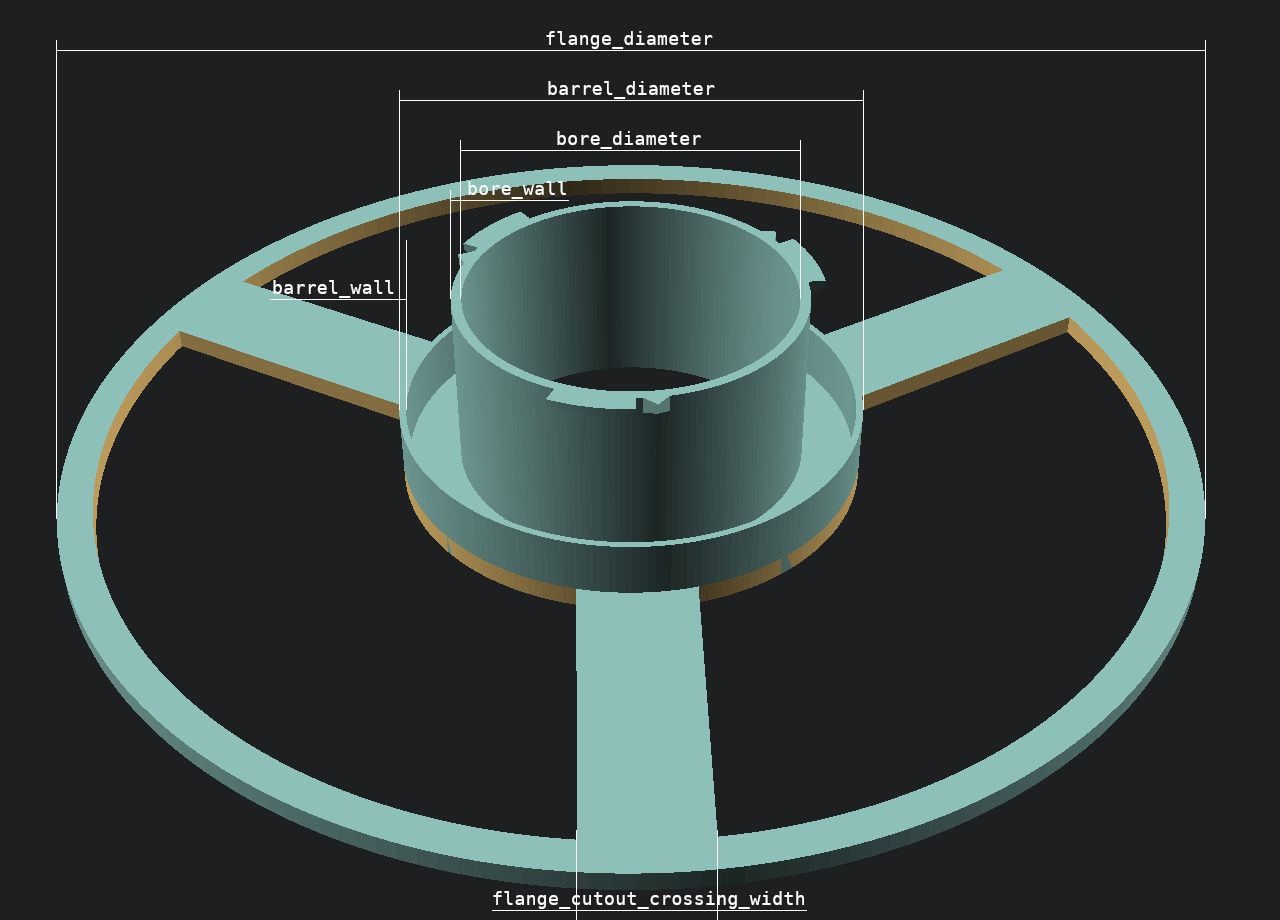 flange_diameter
barrel_diameter
bore_diameter
bore_wall
barrel_wall
flange_cutout_crossing_width